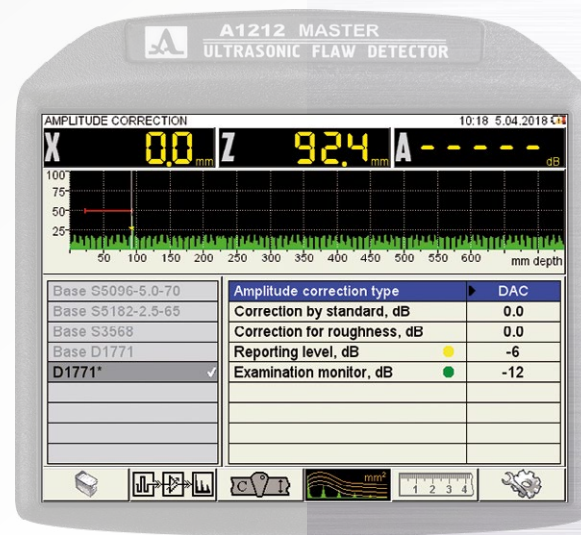 A1212 MASTER
ULTRASONIC FLAW DETECTOR
AMPLITUDE CORRECTION 10:18 5.04.2018
X 0.0 mm Z 92.4 mm A - - - - - dB
100
75
50
25
50 100 150 200 250 300 350 400 450 500 550 600 mm depth
Base S5096-5.0-70 Amplitude correction type DAC
Base S5182-2.5-65 Correction by standard, dB 0.0
Base S3568 Correction for roughness, dB 0.0
Base D1771 Reporting level, dB -6
D1771* Examination monitor, dB -12
C mm² 1 2 3 4